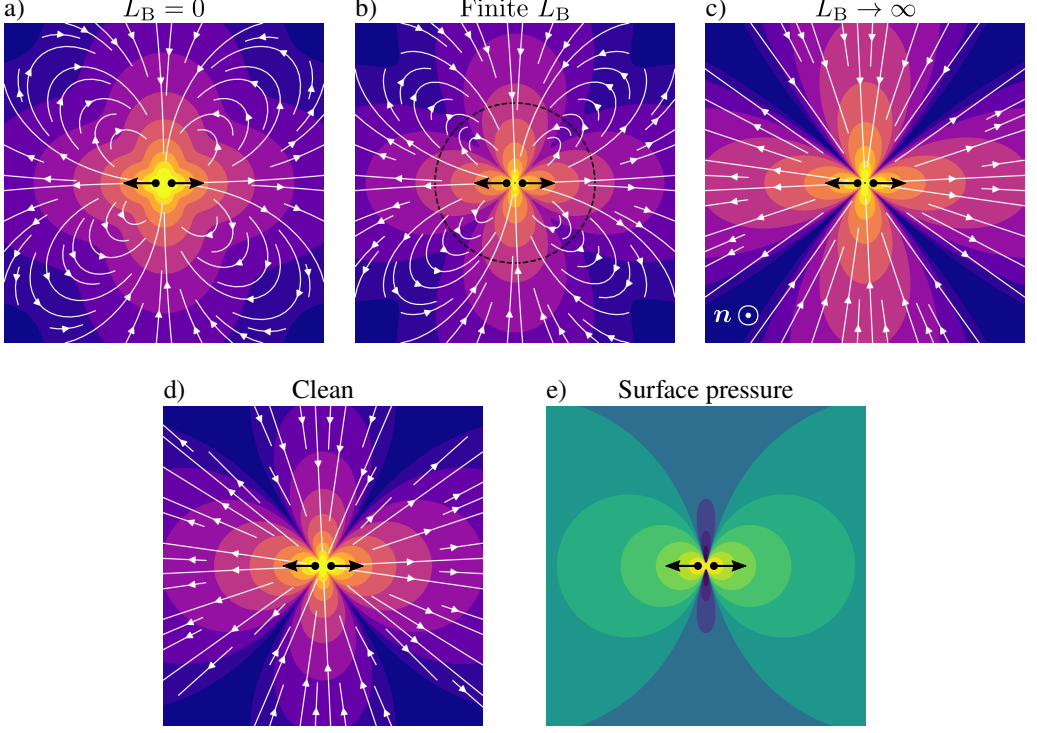 a) L_B = 0
b) Finite L_B
c) L_B → ∞
n ⊙
d) Clean
e) Surface pressure